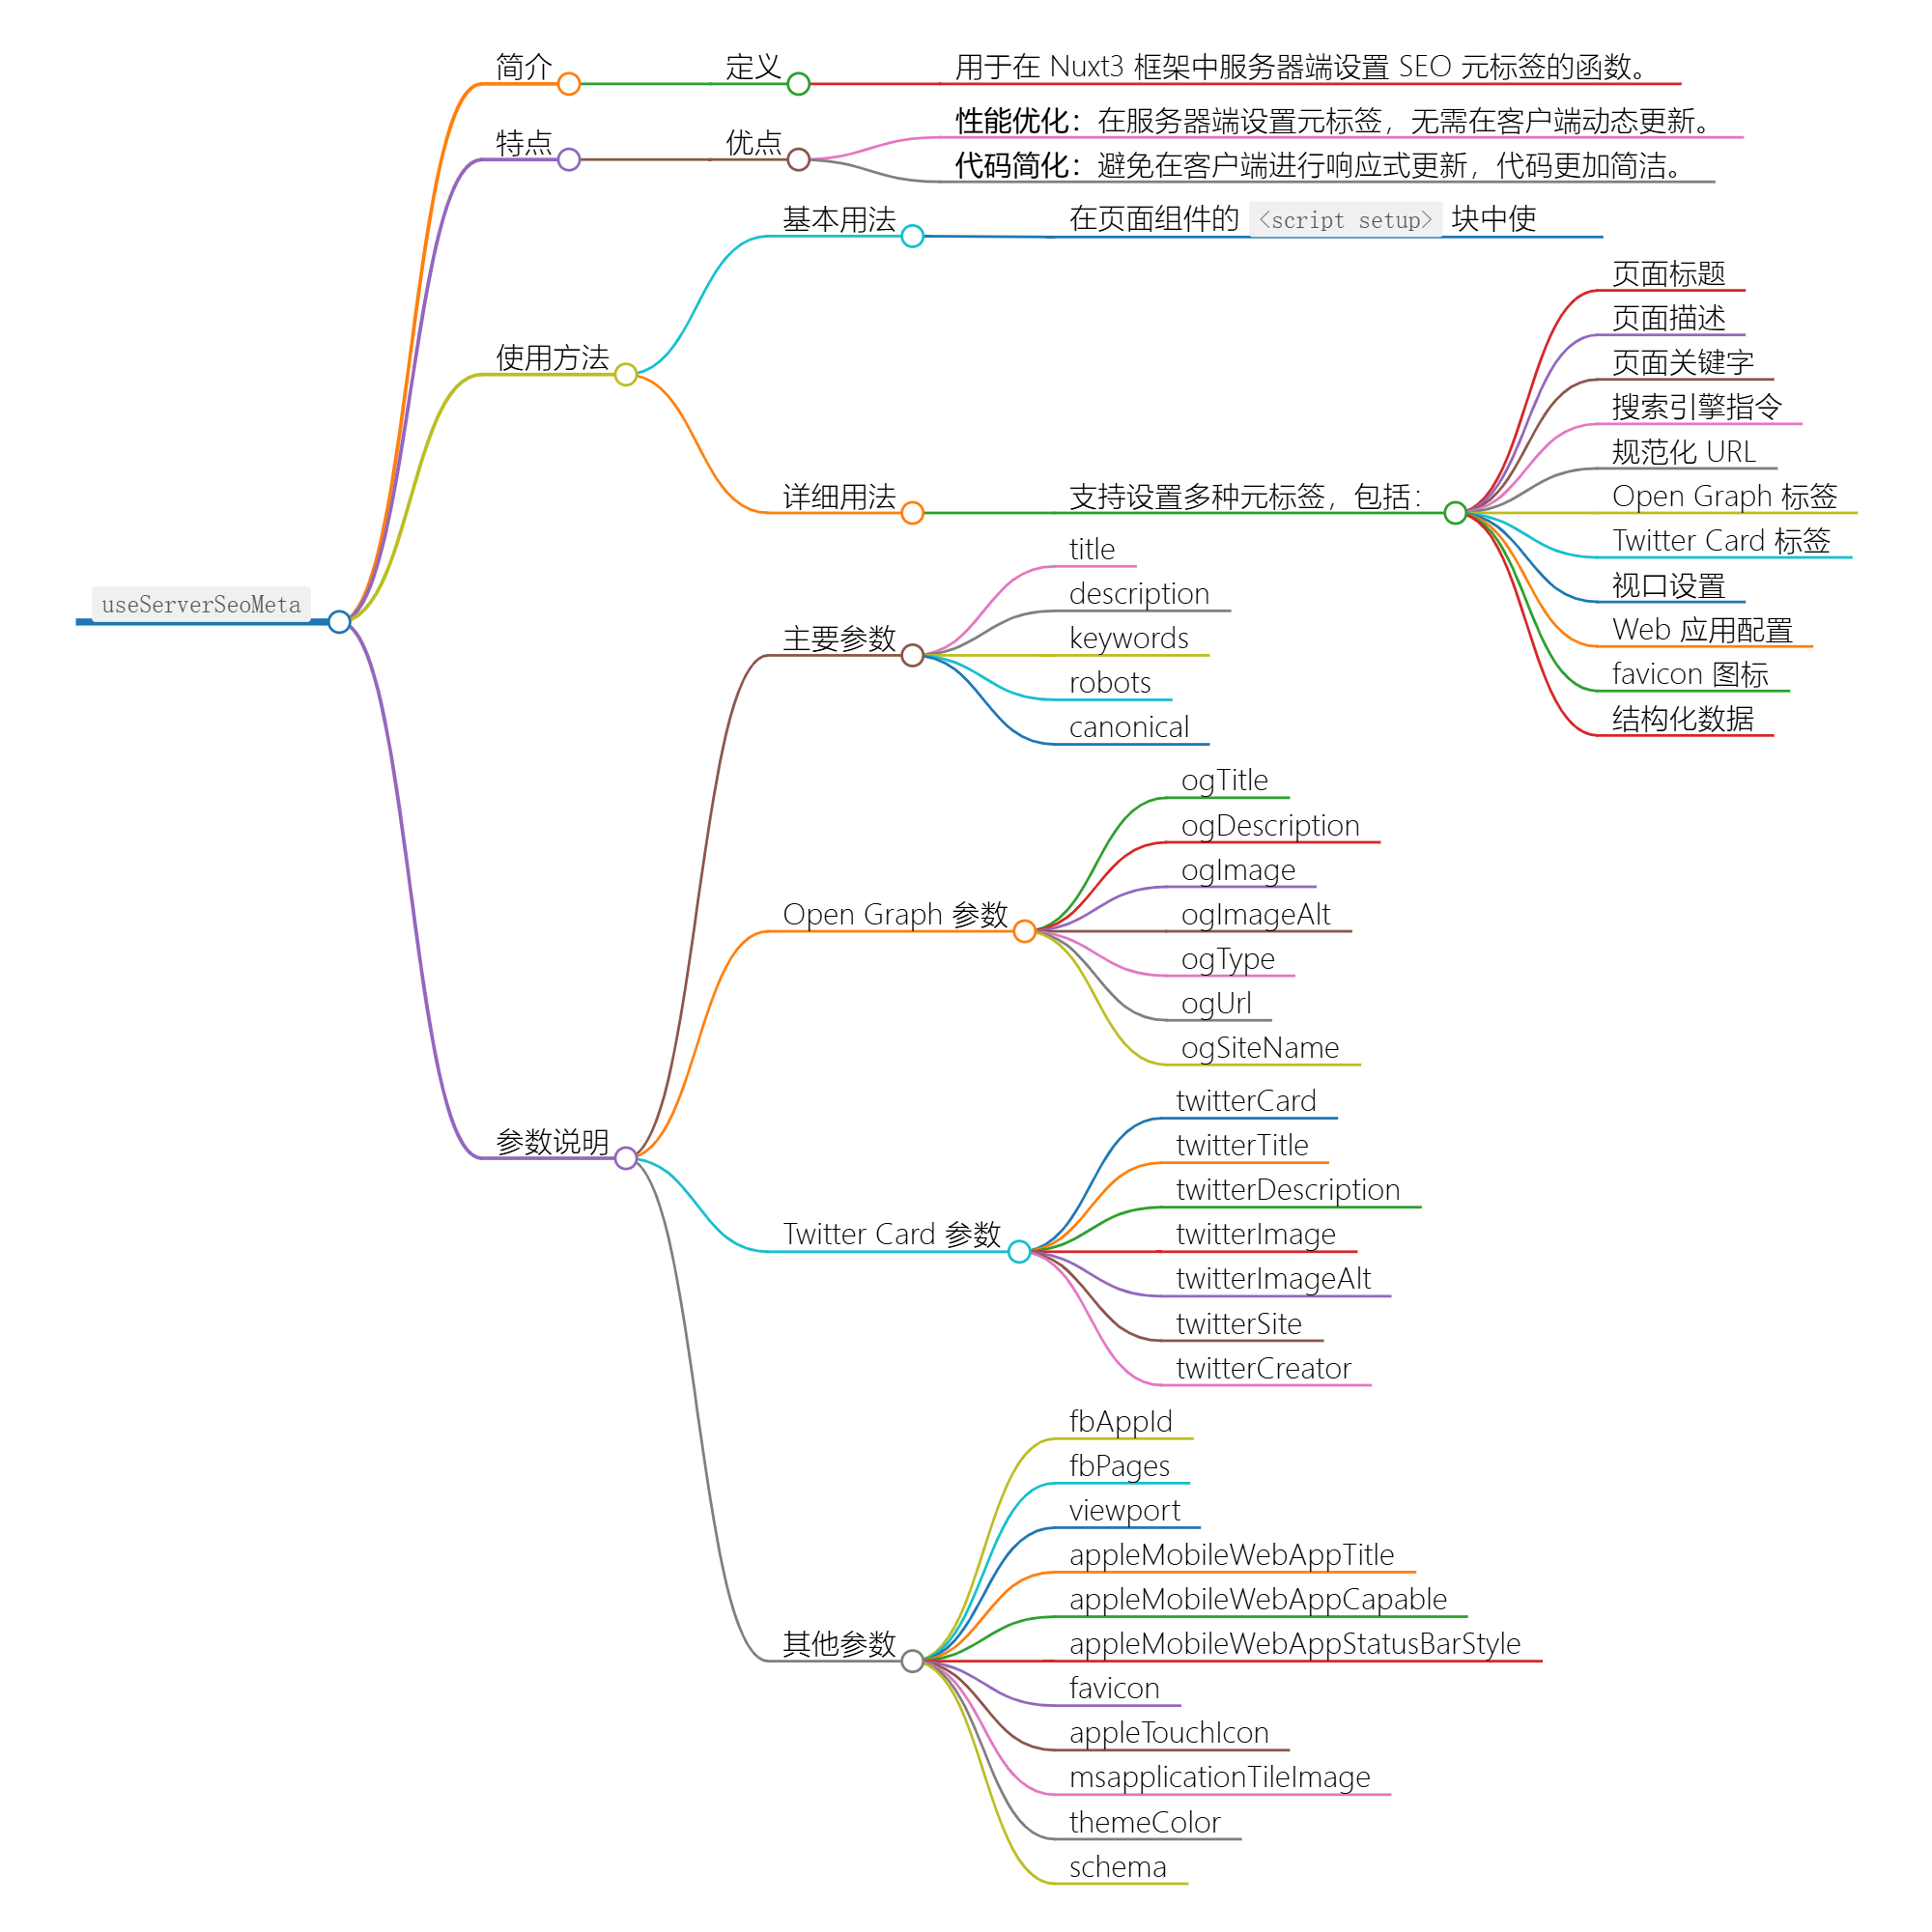 useServerSeoMeta
简介
定义
用于在 Nuxt3 框架中服务器端设置 SEO 元标签的函数。
特点
优点
性能优化：在服务器端设置元标签，无需在客户端动态更新。
代码简化：避免在客户端进行响应式更新，代码更加简洁。
使用方法
基本用法
在页面组件的 <script setup> 块中使
详细用法
支持设置多种元标签，包括：
页面标题
页面描述
页面关键字
搜索引擎指令
规范化 URL
Open Graph 标签
Twitter Card 标签
视口设置
Web 应用配置
favicon 图标
结构化数据
参数说明
主要参数
title
description
keywords
robots
canonical
Open Graph 参数
ogTitle
ogDescription
ogImage
ogImageAlt
ogType
ogUrl
ogSiteName
Twitter Card 参数
twitterCard
twitterTitle
twitterDescription
twitterImage
twitterImageAlt
twitterSite
twitterCreator
其他参数
fbAppId
fbPages
viewport
appleMobileWebAppTitle
appleMobileWebAppCapable
appleMobileWebAppStatusBarStyle
favicon
appleTouchIcon
msapplicationTileImage
themeColor
schema